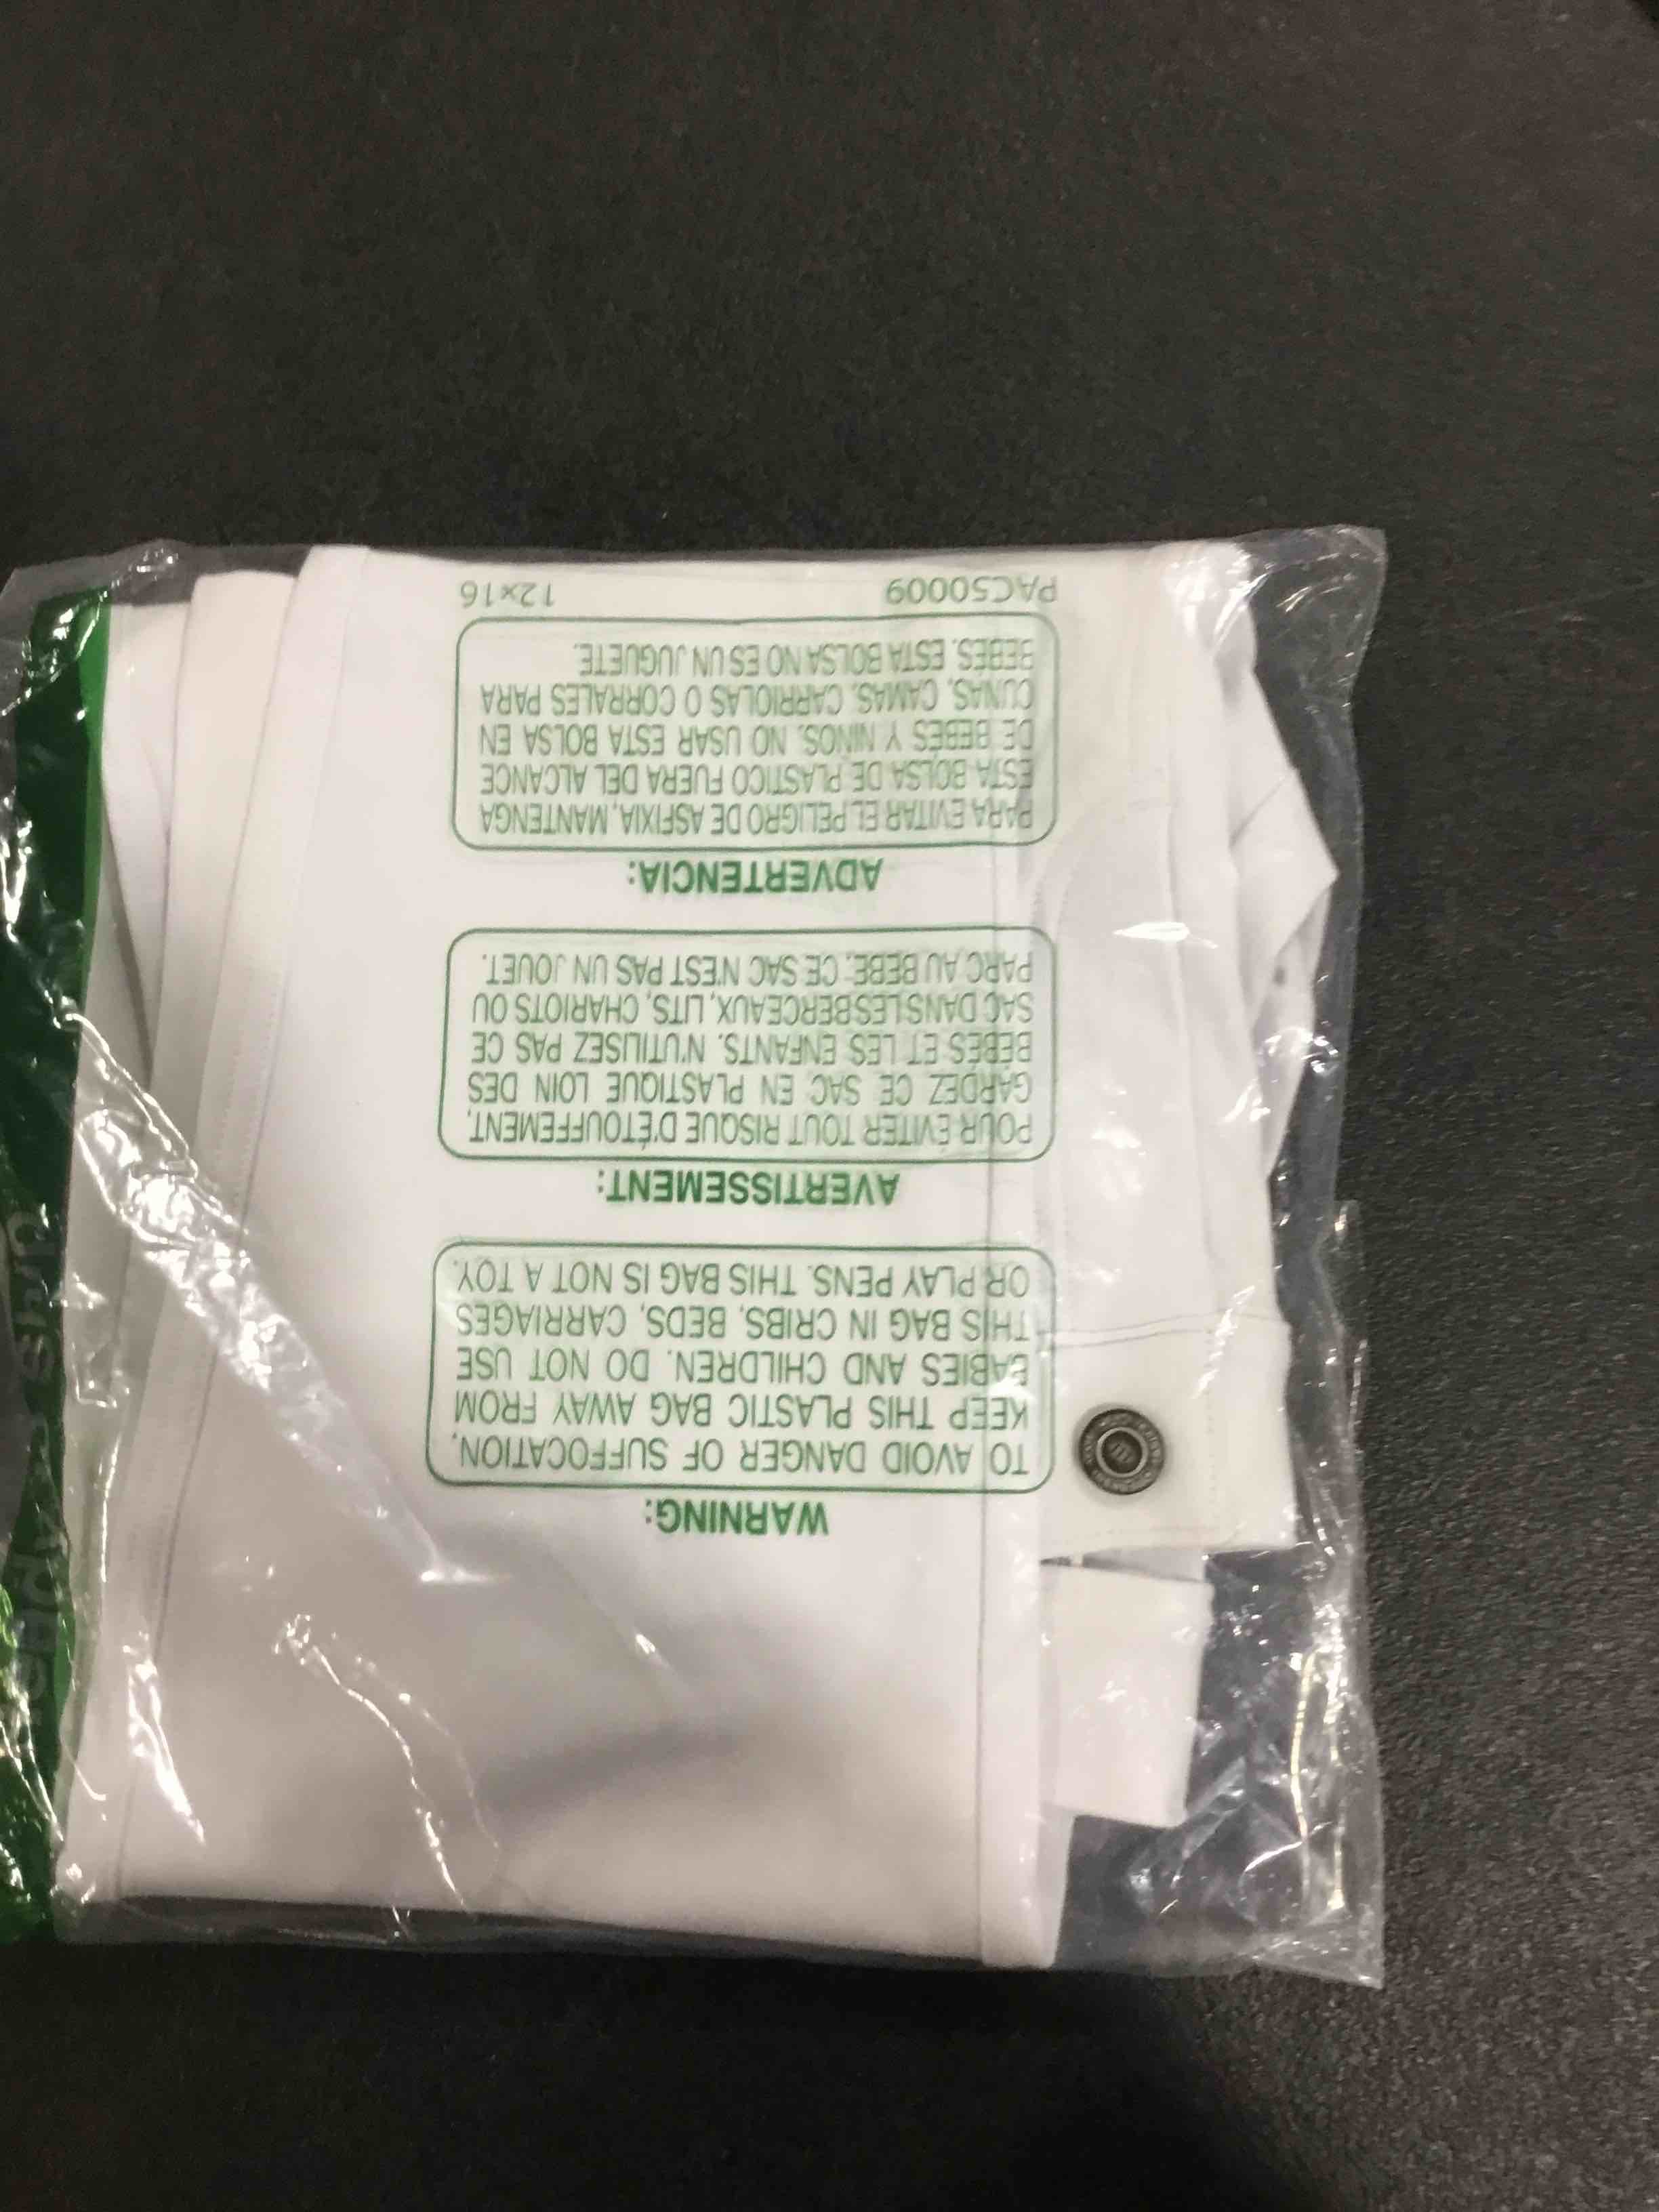 WARNING:
TO AVOID DANGER OF SUFFOCATION,
KEEP THIS PLASTIC BAG AWAY FROM
BABIES AND CHILDREN. DO NOT USE
THIS BAG IN CRIBS, BEDS, CARRIAGES
OR PLAY PENS. THIS BAG IS NOT A TOY.
AVERTISSEMENT:
POUR ÉVITER TOUT RISQUE D'ÉTOUFFEMENT,
GARDEZ CE SAC EN PLASTIQUE LOIN DES
BÉBÉS ET LES ENFANTS. N'UTILISEZ PAS CE
SAC DANS LES BERCEAUX, LITS, CHARIOTS OU
PARC AU BEBE. CE SAC N'EST PAS UN JOUET.
ADVERTENCIA:
PARA EVITAR EL PELIGRO DE ASFIXIA, MANTENGA
ESTA BOLSA DE PLASTICO FUERA DEL ALCANCE
DE BEBÉS Y NINOS. NO USAR ESTA BOLSA EN
CUNAS, CAMAS, CARRIOLAS O CORRALES PARA
BEBES. ESTA BOLSA NO ES UN JUGUETE.
PAC50009 12x16